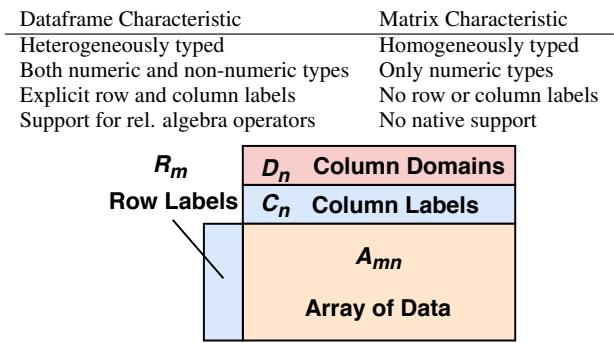 Dataframe Characteristic Matrix Characteristic
Heterogeneously typed Homogeneously typed
Both numeric and non-numeric types Only numeric types
Explicit row and column labels No row or column labels
Support for rel. algebra operators No native support
Rm Dn Column Domains
Row Labels Cn Column Labels
Amn
Array of Data